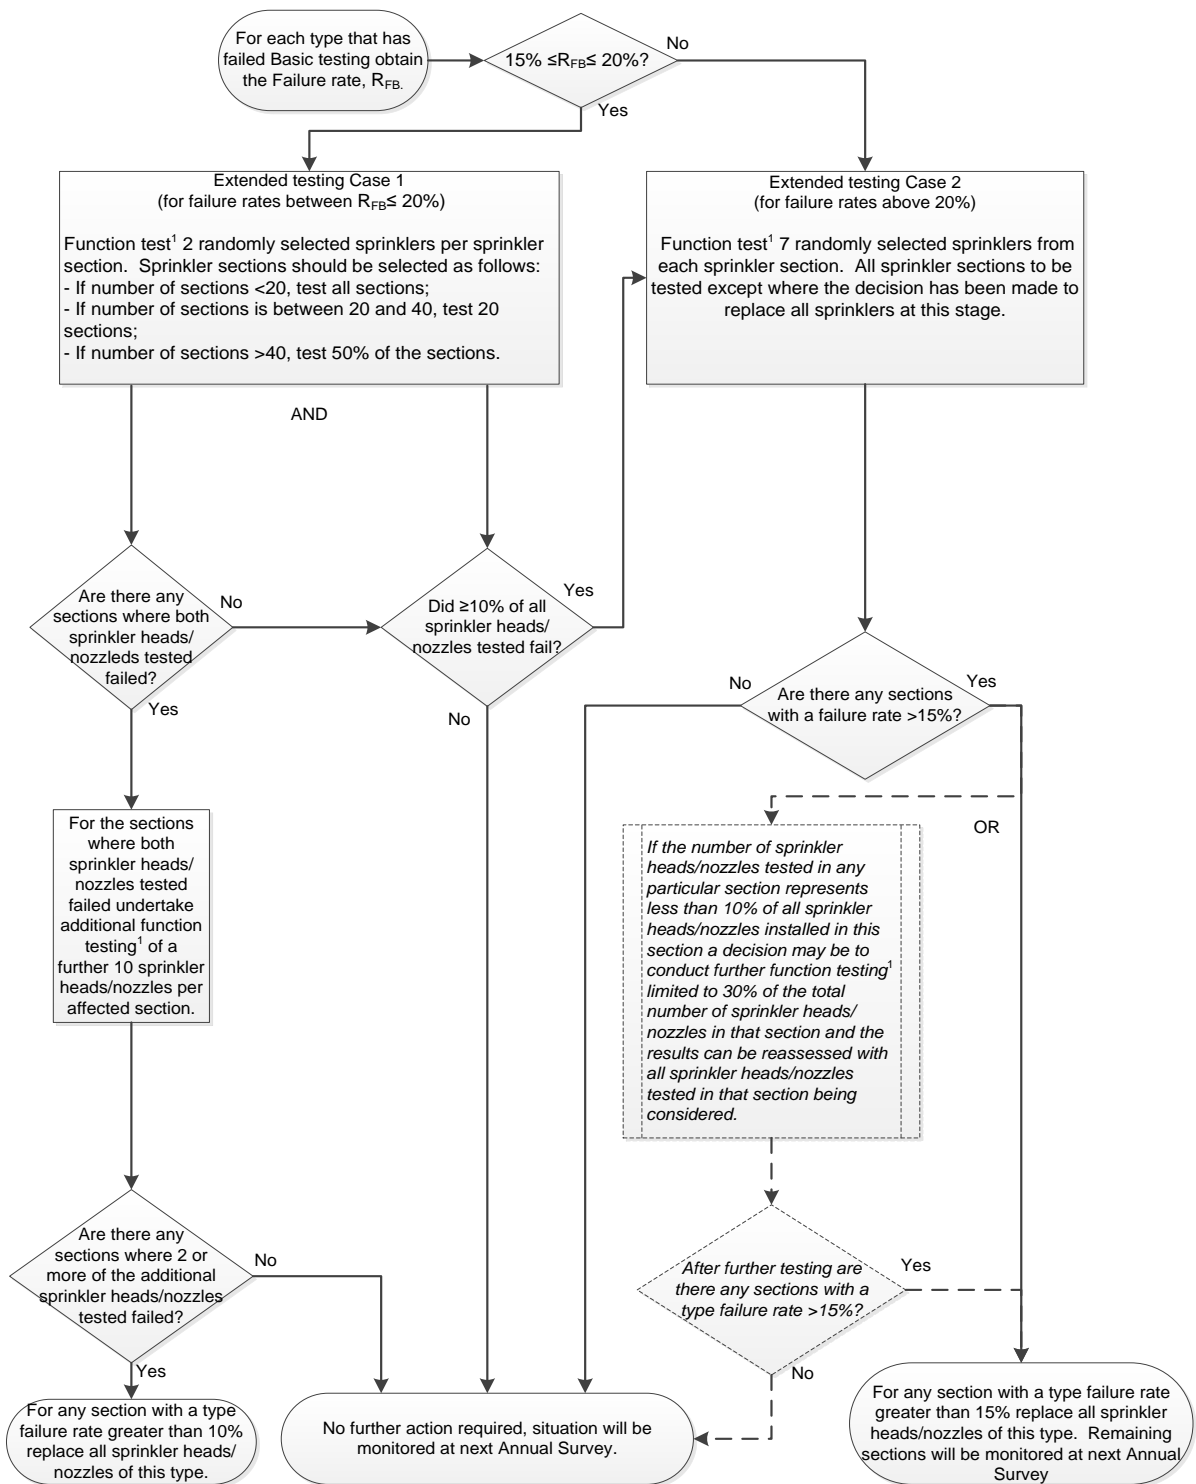 For each type that has
failed Basic testing obtain
the Failure rate, R_FB.
15% ≤R_FB≤ 20%?
No
Yes
Extended testing Case 1
(for failure rates between R_FB≤ 20%)
Function test¹ 2 randomly selected sprinklers per sprinkler
section. Sprinkler sections should be selected as follows:
- If number of sections <20, test all sections;
- If number of sections is between 20 and 40, test 20
sections;
- If number of sections >40, test 50% of the sections.
Extended testing Case 2
(for failure rates above 20%)
Function test¹ 7 randomly selected sprinklers from
each sprinkler section. All sprinkler sections to be
tested except where the decision has been made to
replace all sprinklers at this stage.
AND
Are there any
sections where both
sprinkler heads/
nozzleds tested
failed?
No
Yes
Did ≥10% of all
sprinkler heads/
nozzles tested fail?
Yes
No
Are there any sections
with a failure rate >15%?
No
Yes
For the sections
where both
sprinkler heads/
nozzles tested
failed undertake
additional function
testing¹ of a
further 10 sprinkler
heads/nozzles per
affected section.
OR
If the number of sprinkler
heads/nozzles tested in any
particular section represents
less than 10% of all sprinkler
heads/nozzles installed in this
section a decision may be to
conduct further function testing¹
limited to 30% of the total
number of sprinkler heads/
nozzles in that section and the
results can be reassessed with
all sprinkler heads/nozzles
tested in that section being
considered.
Are there any
sections where 2 or
more of the additional
sprinkler heads/nozzles
tested failed?
No
Yes
After further testing are
there any sections with a
type failure rate >15%?
Yes
No
For any section with a type
failure rate greater than 10%
replace all sprinkler heads/
nozzles of this type.
No further action required, situation will be
monitored at next Annual Survey.
For any section with a type failure rate
greater than 15% replace all sprinkler
heads/nozzles of this type. Remaining
sections will be monitored at next Annual
Survey